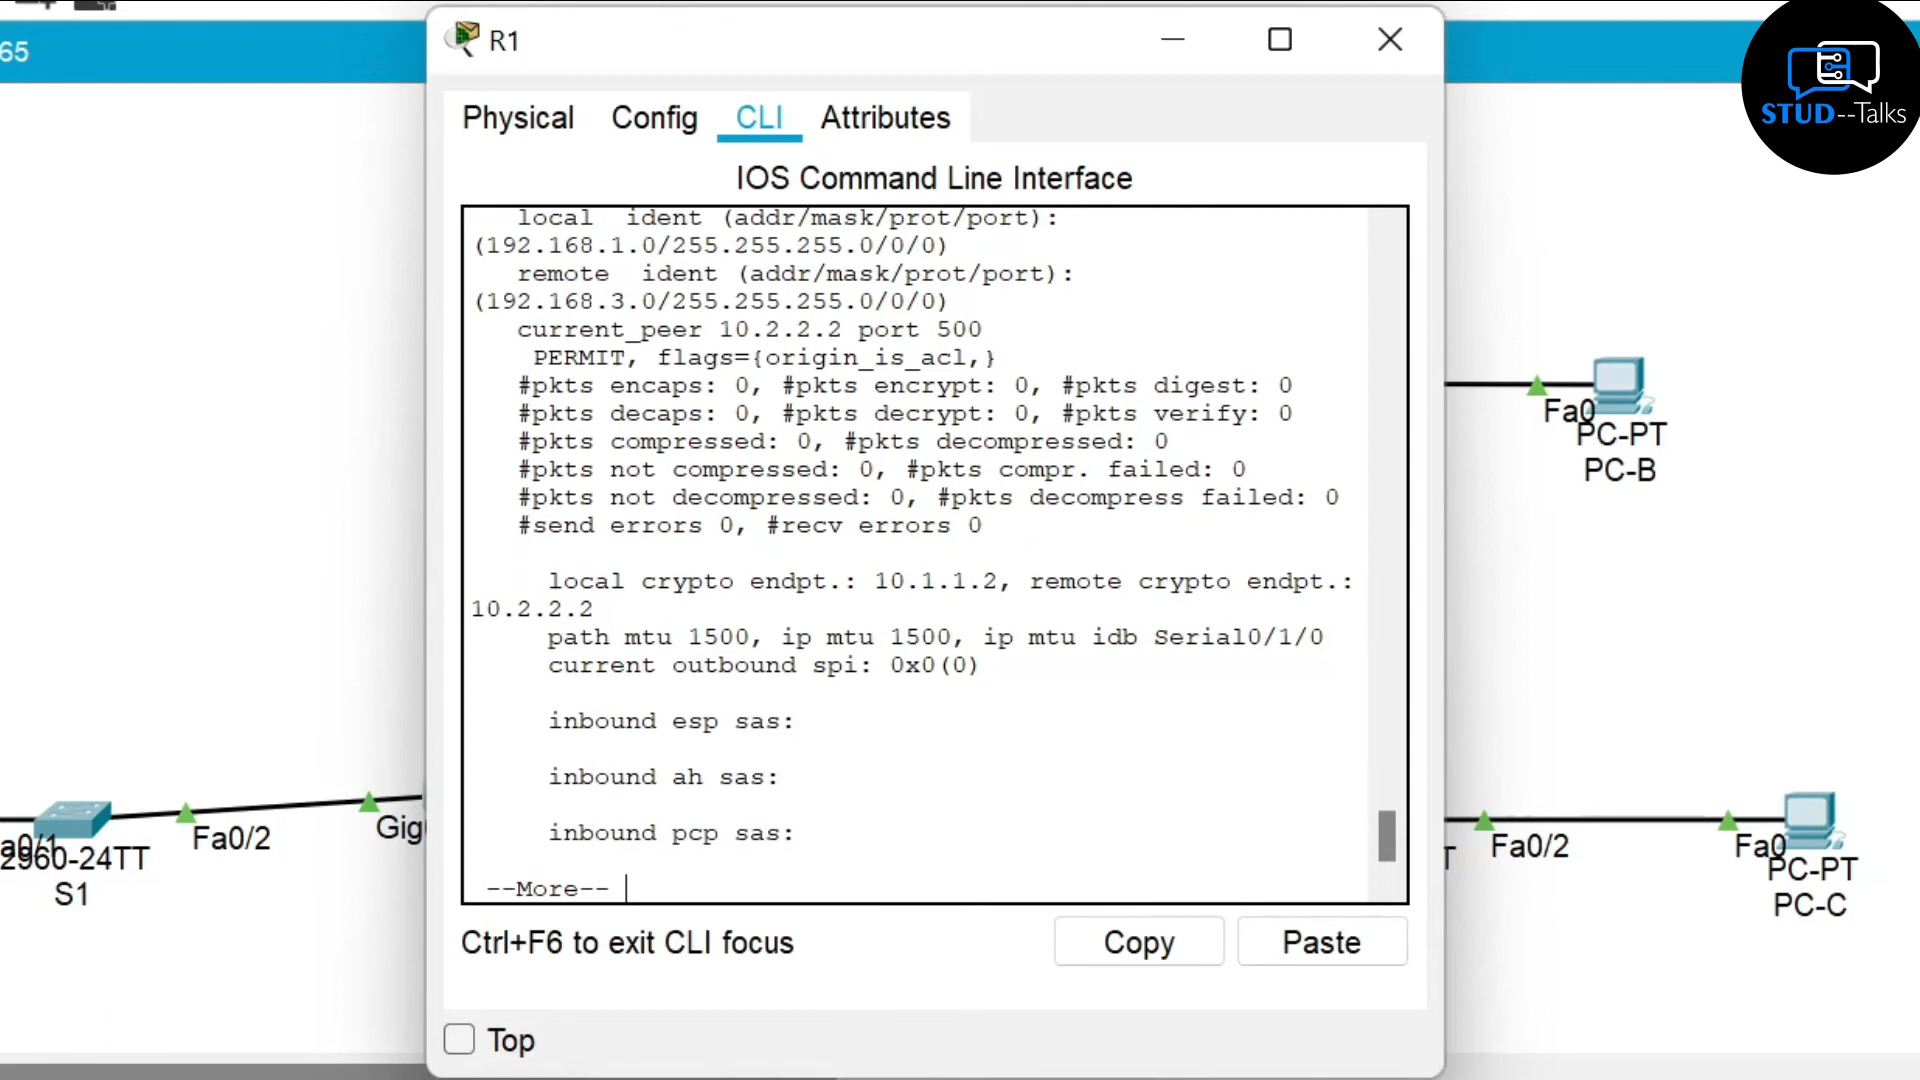 65
R1
STUD--Talks
Physical Config CLI Attributes
IOS Command Line Interface
local ident (addr/mask/prot/port):
(192.168.1.0/255.255.255.0/0/0)
remote ident (addr/mask/prot/port):
(192.168.3.0/255.255.255.0/0/0)
current_peer 10.2.2.2 port 500
PERMIT, flags={origin_is_acl,}
#pkts encaps: 0, #pkts encrypt: 0, #pkts digest: 0
#pkts decaps: 0, #pkts decrypt: 0, #pkts verify: 0
#pkts compressed: 0, #pkts decompressed: 0
#pkts not compressed: 0, #pkts compr. failed: 0
#pkts not decompressed: 0, #pkts decompress failed: 0
#send errors 0, #recv errors 0
local crypto endpt.: 10.1.1.2, remote crypto endpt.:
10.2.2.2
path mtu 1500, ip mtu 1500, ip mtu idb Serial0/1/0
current outbound spi: 0x0(0)
inbound esp sas:
inbound ah sas:
inbound pcp sas:
--More--
Ctrl+F6 to exit CLI focus
Copy Paste
Top
Fa0
PC-PT
PC-B
a0/1
2960-24TT
S1
Fa0/2
Gig
T
Fa0/2
Fa0
PC-PT
PC-C